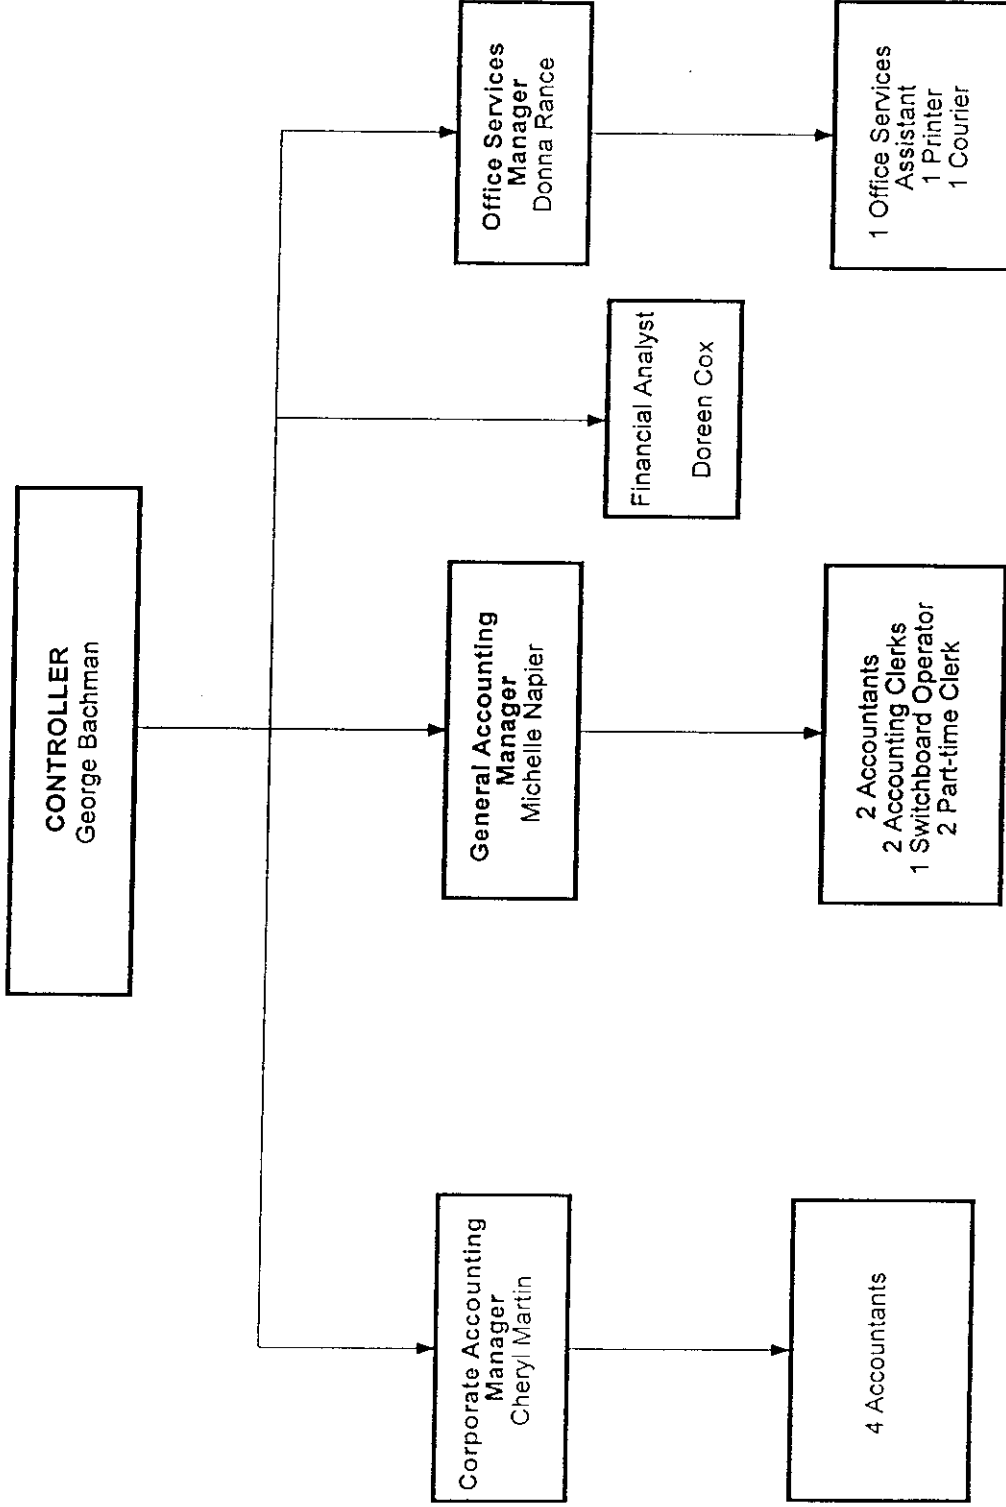 CONTROLLER
George Bachman
Corporate Accounting
Manager
Cheryl Martin
General Accounting
Manager
Michelle Napier
Financial Analyst
Doreen Cox
Office Services
Manager
Donna Rance
4 Accountants
2 Accountants
2 Accounting Clerks
1 Switchboard Operator
2 Part-time Clerk
1 Office Services
Assistant
1 Printer
1 Courier